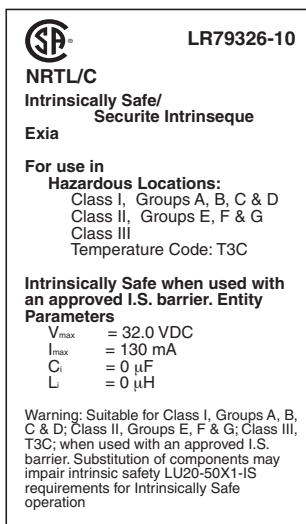 SA LR79326-10
NRTL/C
Intrinsically Safe/
Securite Intrinseque
Exia
For use in
Hazardous Locations:
Class I, Groups A, B, C & D
Class II, Groups E, F & G
Class III
Temperature Code: T3C
Intrinsically Safe when used with
an approved I.S. barrier. Entity
Parameters
Vmax = 32.0 VDC
Imax = 130 mA
Ci = 0 μF
Li = 0 μH
Warning: Suitable for Class I, Groups A, B,
C & D; Class II, Groups E, F & G; Class III,
T3C; when used with an approved I.S.
barrier. Substitution of components may
impair intrinsic safety LU20-50X1-IS
requirements for Intrinsically Safe
operation